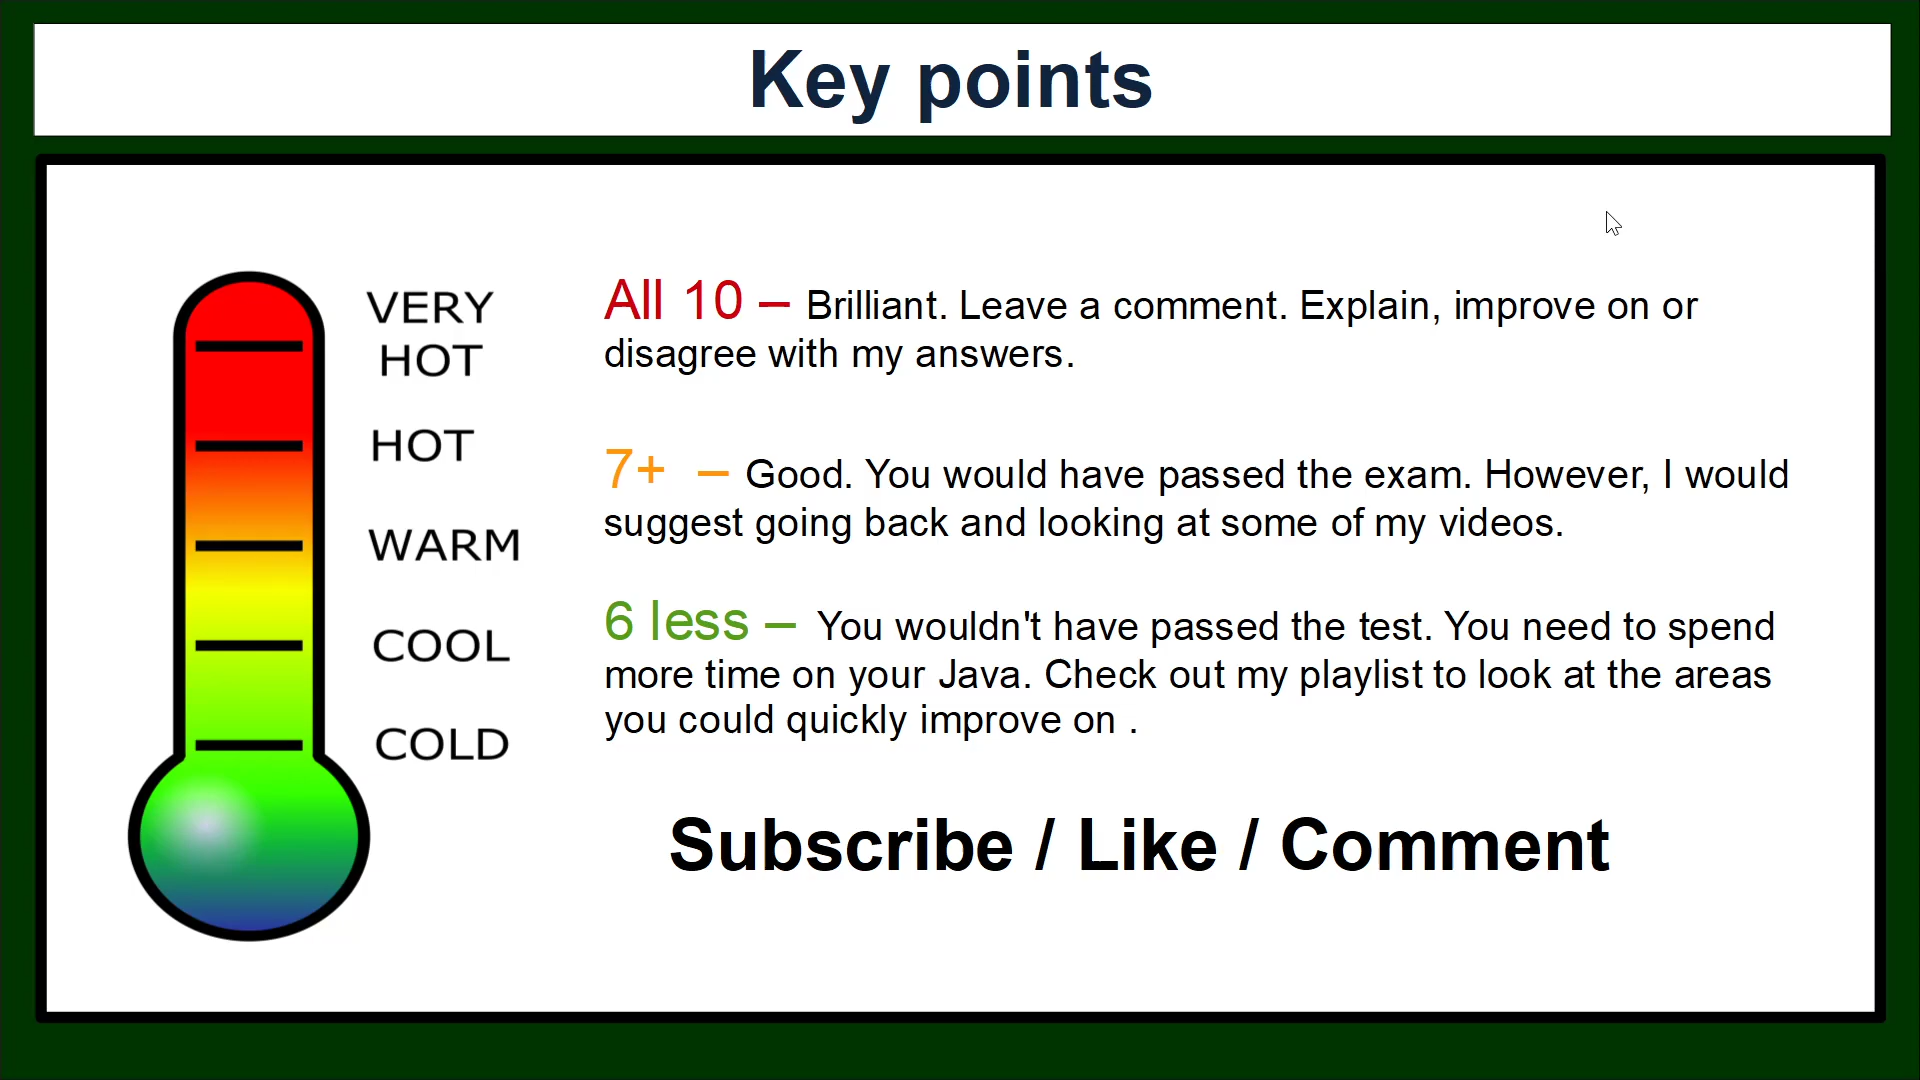 Key points
VERY
HOT
HOT
WARM
COOL
COLD
All 10 – Brilliant. Leave a comment. Explain, improve on or
disagree with my answers.
7+ – Good. You would have passed the exam. However, I would
suggest going back and looking at some of my videos.
6 less – You wouldn't have passed the test. You need to spend
more time on your Java. Check out my playlist to look at the areas
you could quickly improve on .
Subscribe / Like / Comment